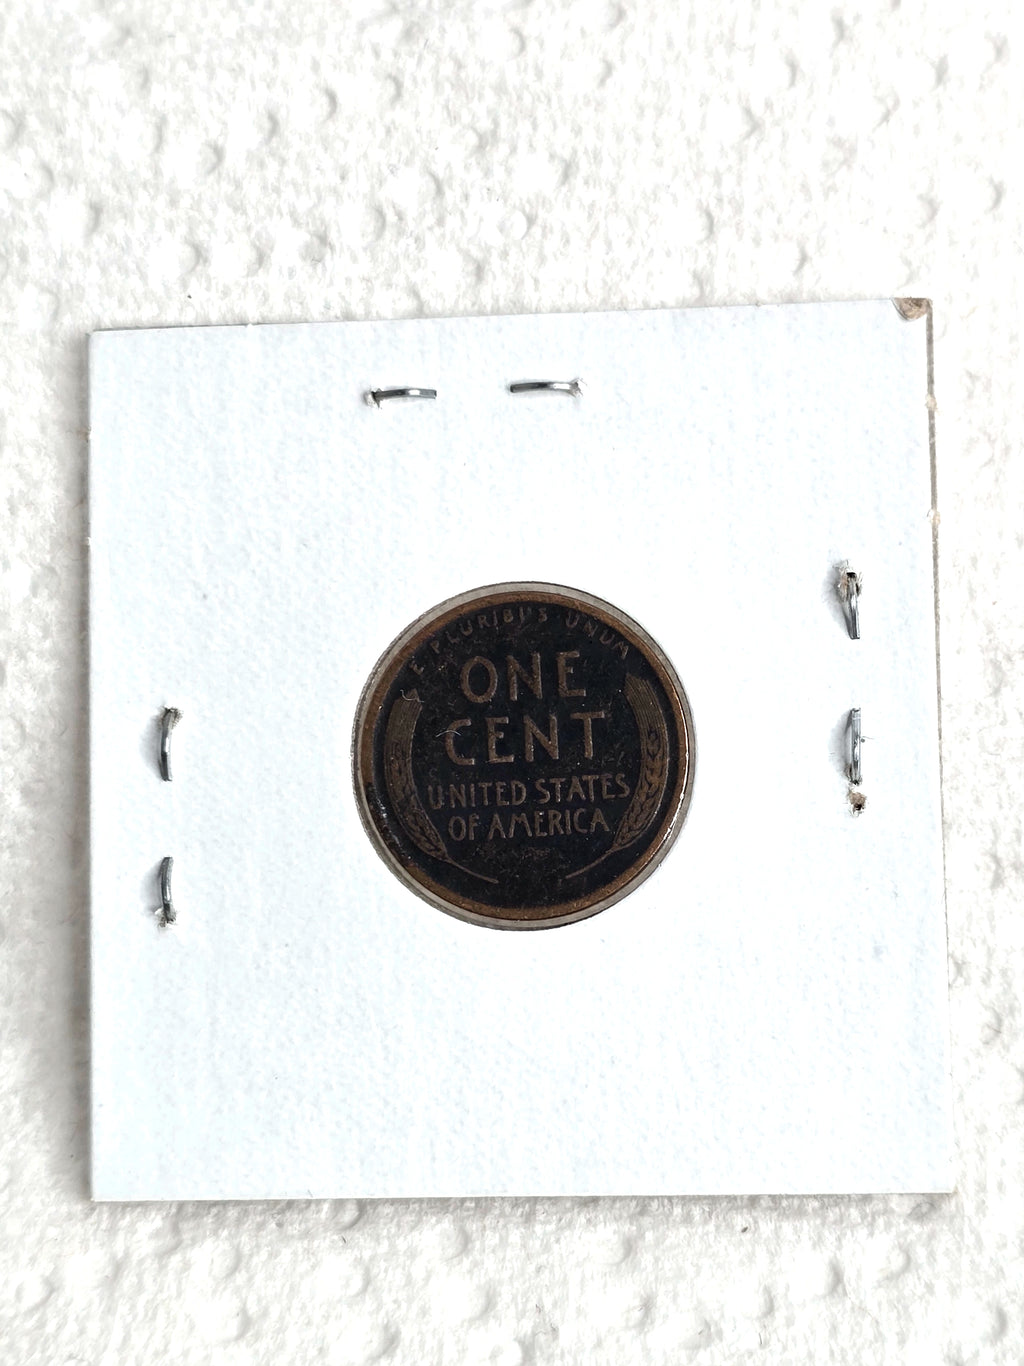 E PLURIBUS UNUM
ONE
CENT
UNITED STATES
OF AMERICA